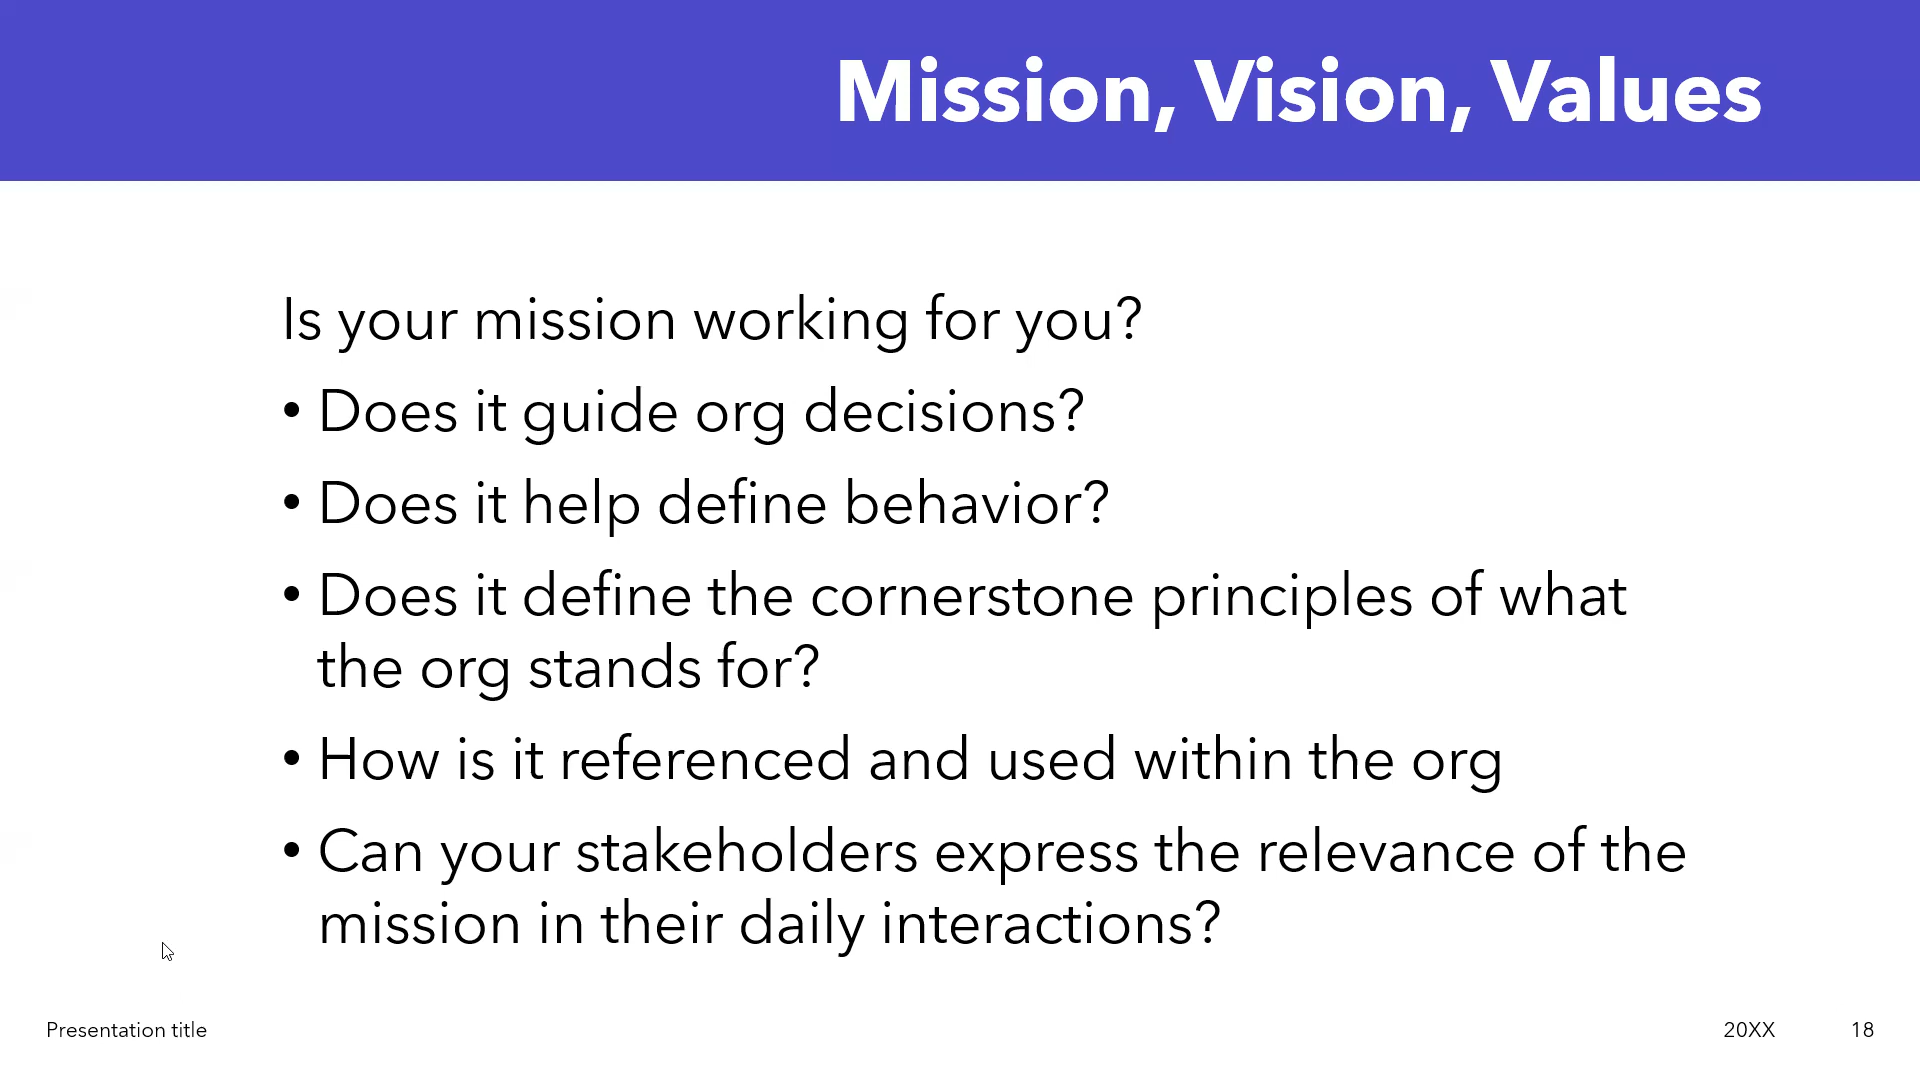 Mission, Vision, Values
Is your mission working for you?
• Does it guide org decisions?
• Does it help define behavior?
• Does it define the cornerstone principles of what
the org stands for?
• How is it referenced and used within the org
• Can your stakeholders express the relevance of the
mission in their daily interactions?
Presentation title
20XX
18